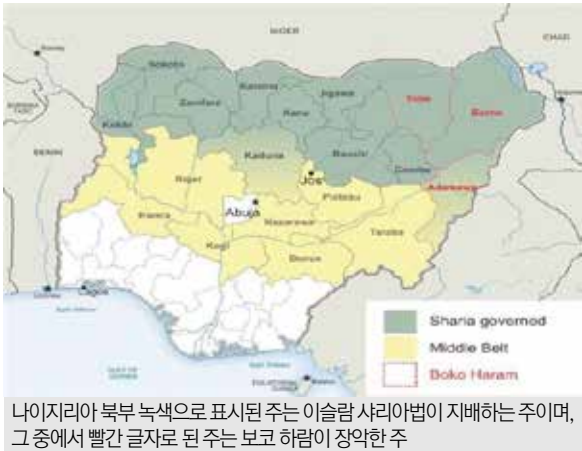 NIGER
CHAD
Sokoto
Katsina
Jigawa
Yobe
Borno
Zamfara
Kano
Kebbi
Bauchi
Gombe
Kaduna
BENIN
Adamawa
Jos
Niger
Plateau
Abuja
Nasarawa
Kwara
Taraba
Kogi
Benue
Lagos
GULF OF
GUINEA
Sharia governed
Middle Belt
Boko Haram
나이지리아 북부 녹색으로 표시된 주는 이슬람 샤리아법이 지배하는 주이며,
그 중에서 빨간 글자로 된 주는 보코 하람이 장악한 주